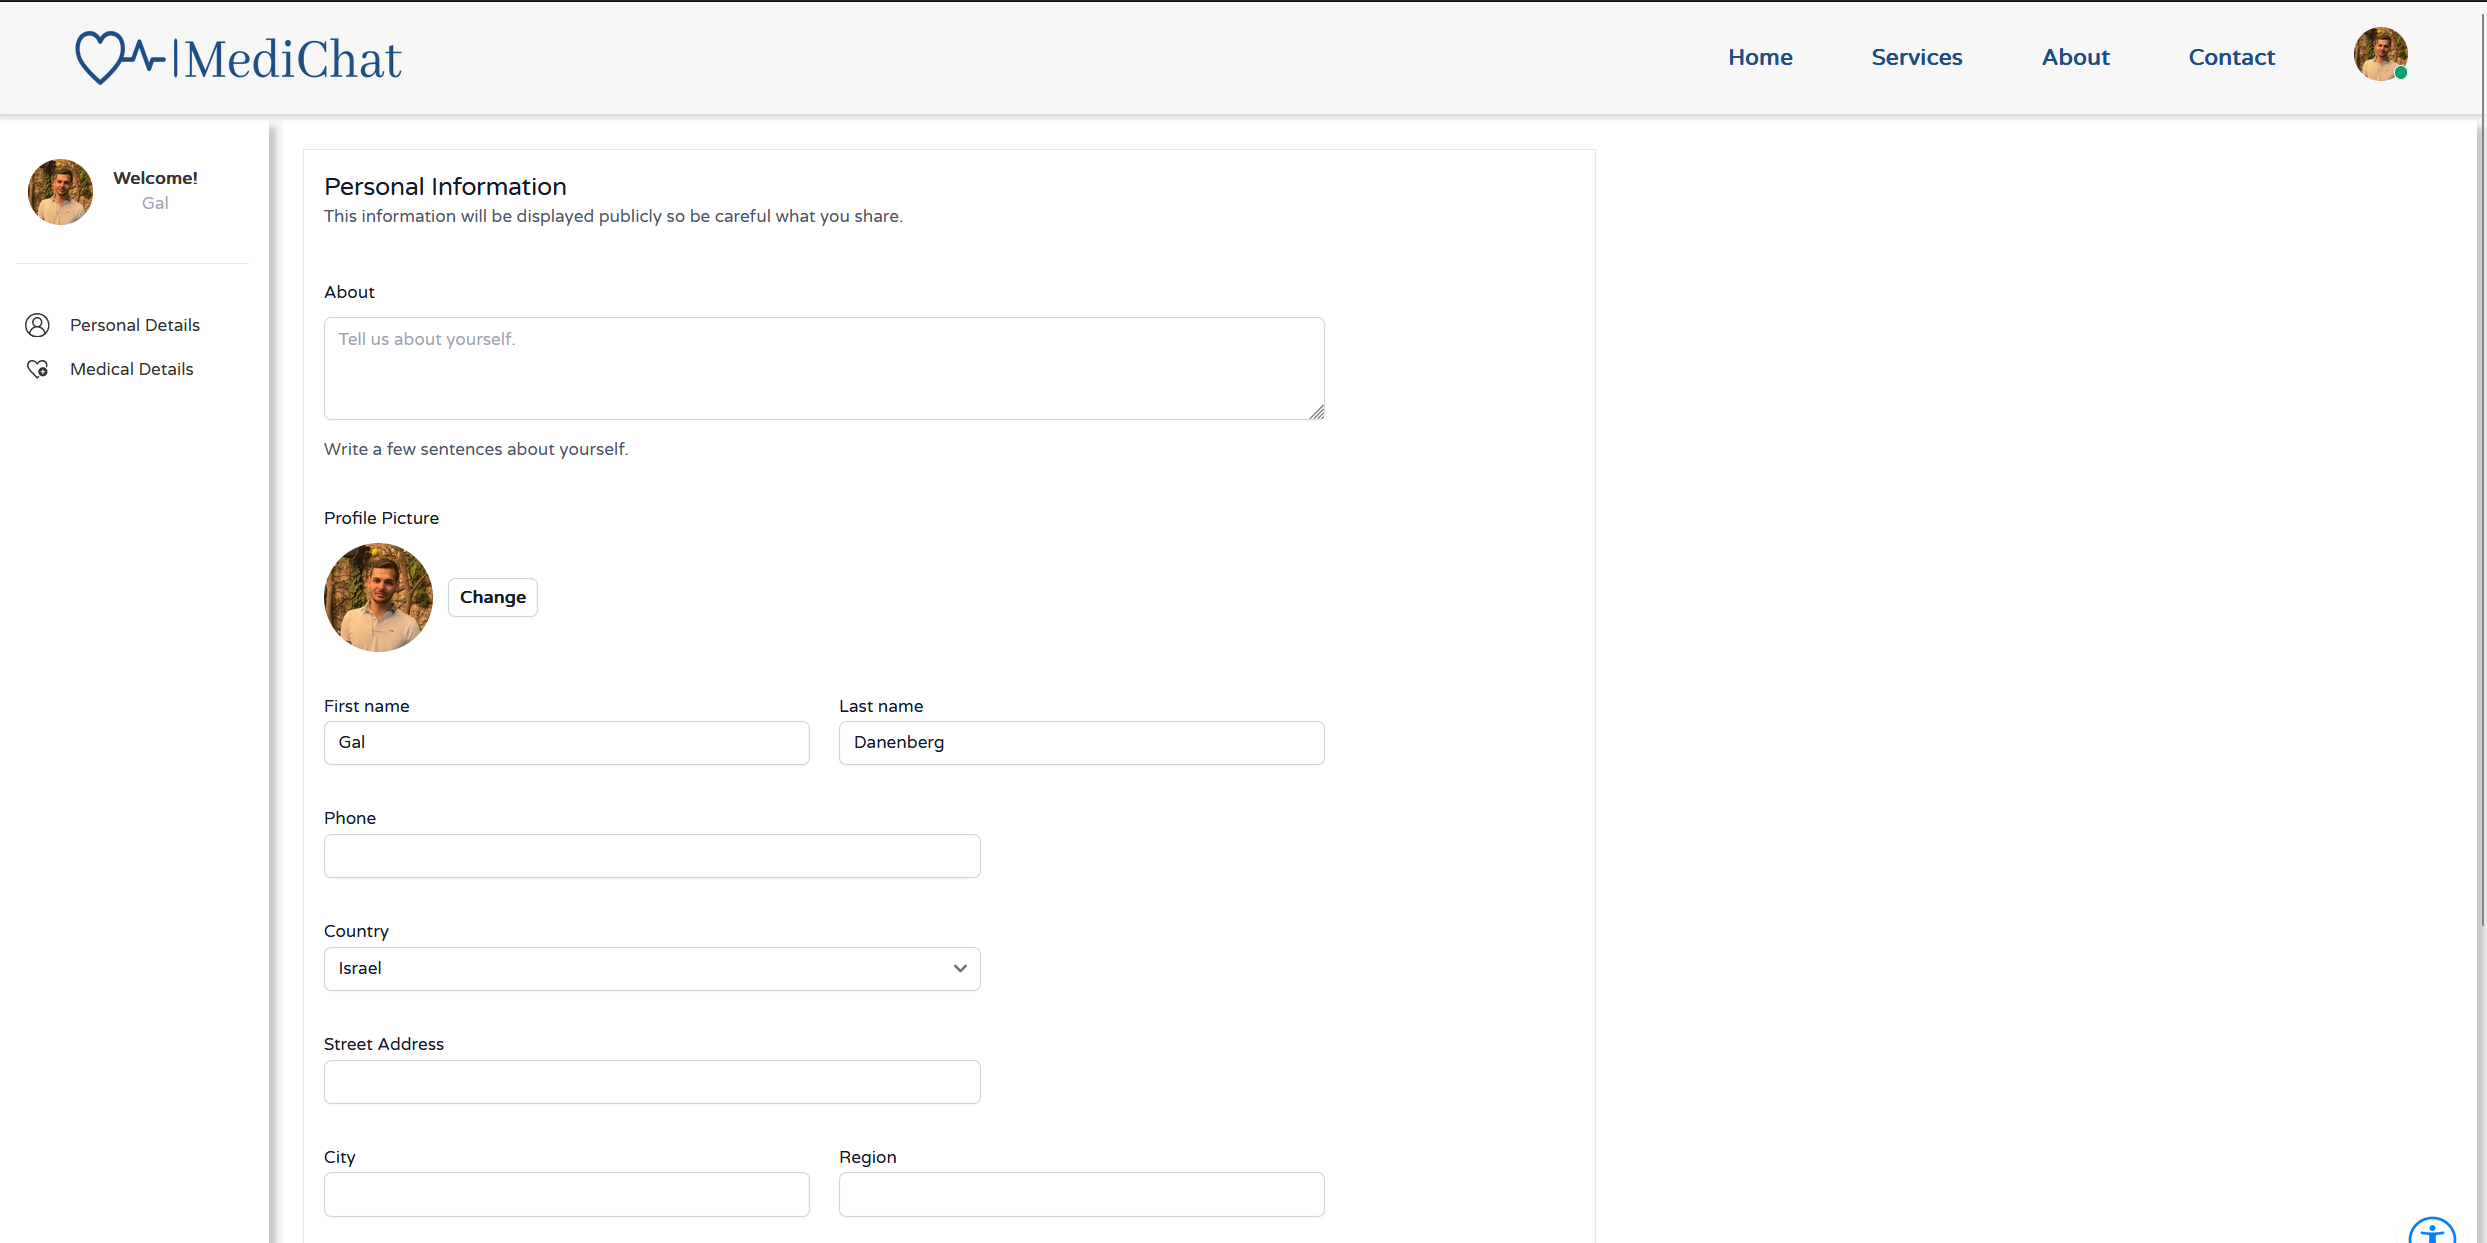 |MediChat
Home Services About Contact
Welcome!
Gal
Personal Details
Medical Details
Personal Information
This information will be displayed publicly so be careful what you share.
About
Tell us about yourself.
Write a few sentences about yourself.
Profile Picture
Change
First name Last name
Gal Danenberg
Phone
Country
Israel
Street Address
City Region